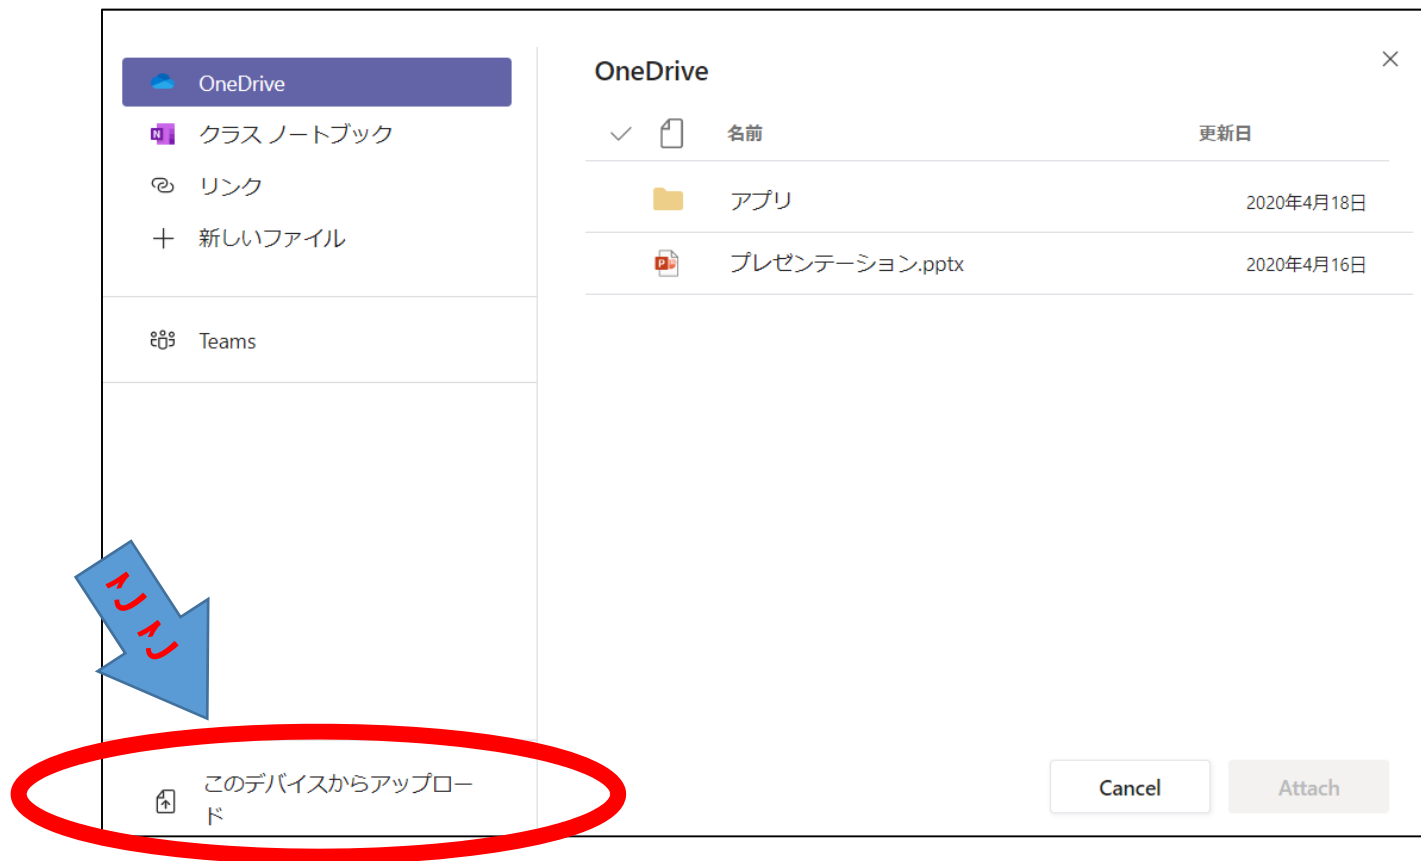 OneDrive
クラス ノートブック
リンク
新しいファイル
Teams
ここ
このデバイスからアップロー
ド
OneDrive
名前 更新日
アプリ 2020年4月18日
プレゼンテーション.pptx 2020年4月16日
Cancel Attach